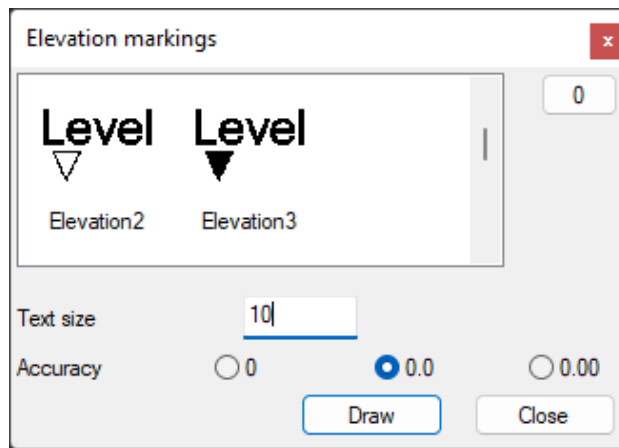 Elevation markings
x
0
Level Level
Elevation2 Elevation3
Text size 10
Accuracy 0 0.0 0.00
Draw Close